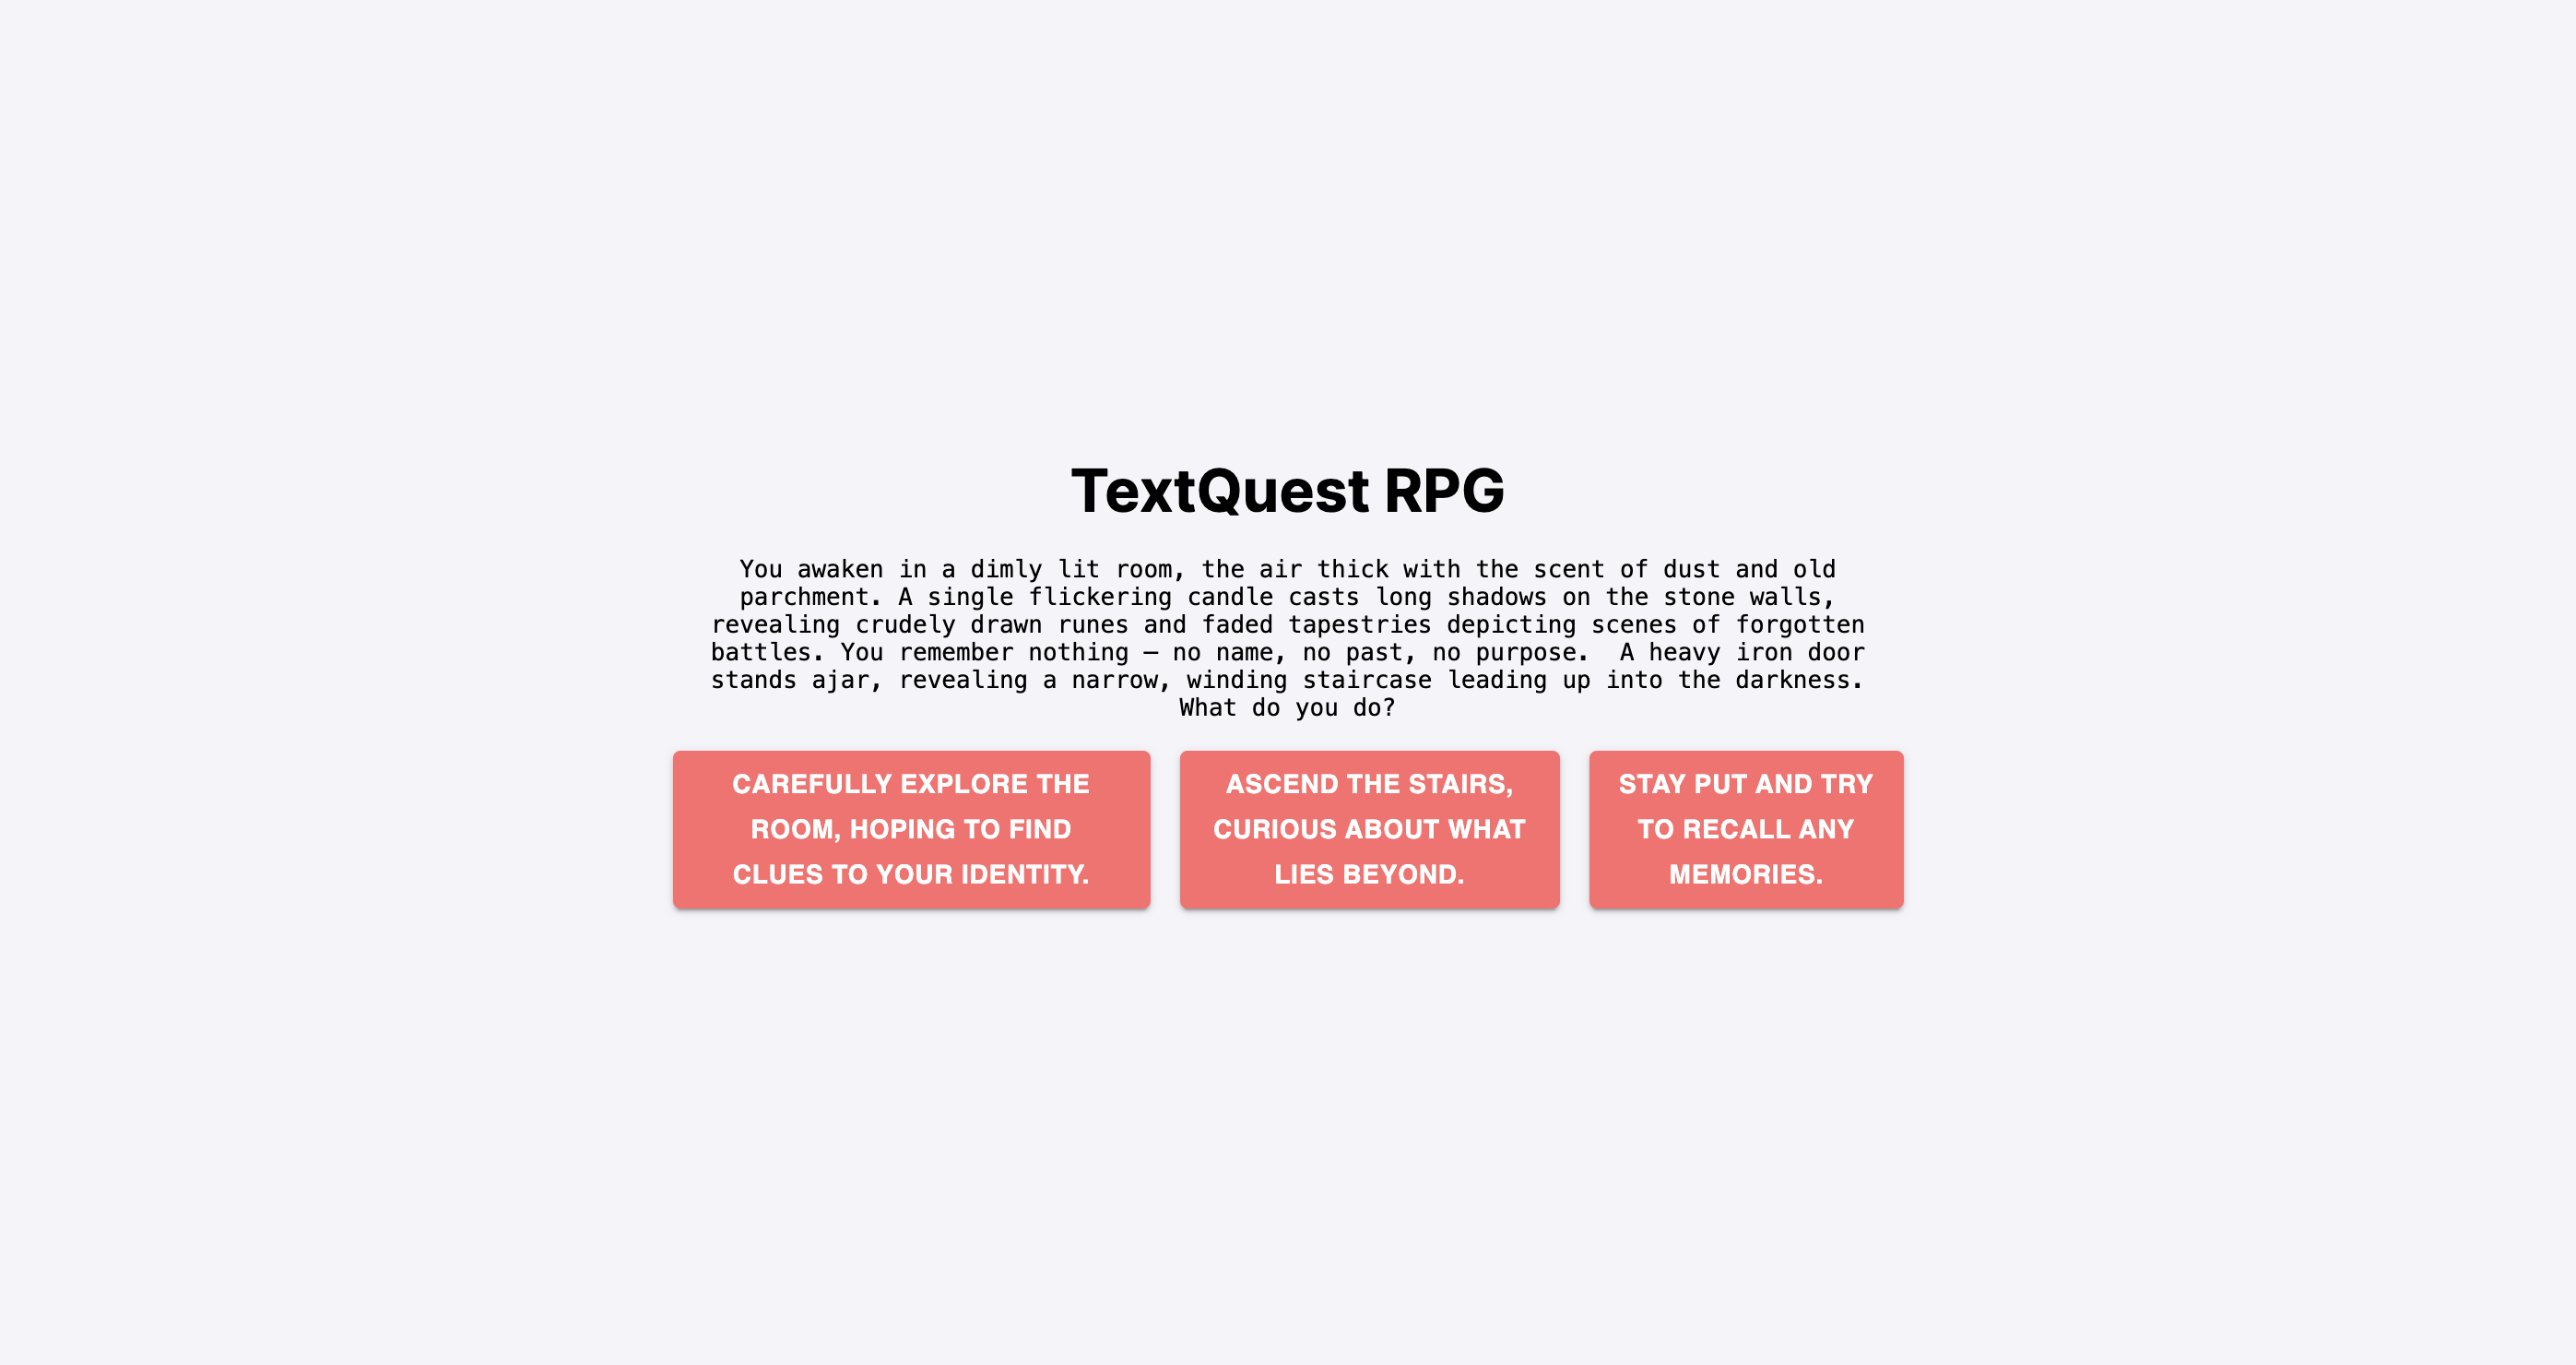 TextQuest RPG
You awaken in a dimly lit room, the air thick with the scent of dust and old
parchment. A single flickering candle casts long shadows on the stone walls,
revealing crudely drawn runes and faded tapestries depicting scenes of forgotten
battles. You remember nothing – no name, no past, no purpose.  A heavy iron door
stands ajar, revealing a narrow, winding staircase leading up into the darkness.
What do you do?
CAREFULLY EXPLORE THE
ROOM, HOPING TO FIND
CLUES TO YOUR IDENTITY.
ASCEND THE STAIRS,
CURIOUS ABOUT WHAT
LIES BEYOND.
STAY PUT AND TRY
TO RECALL ANY
MEMORIES.